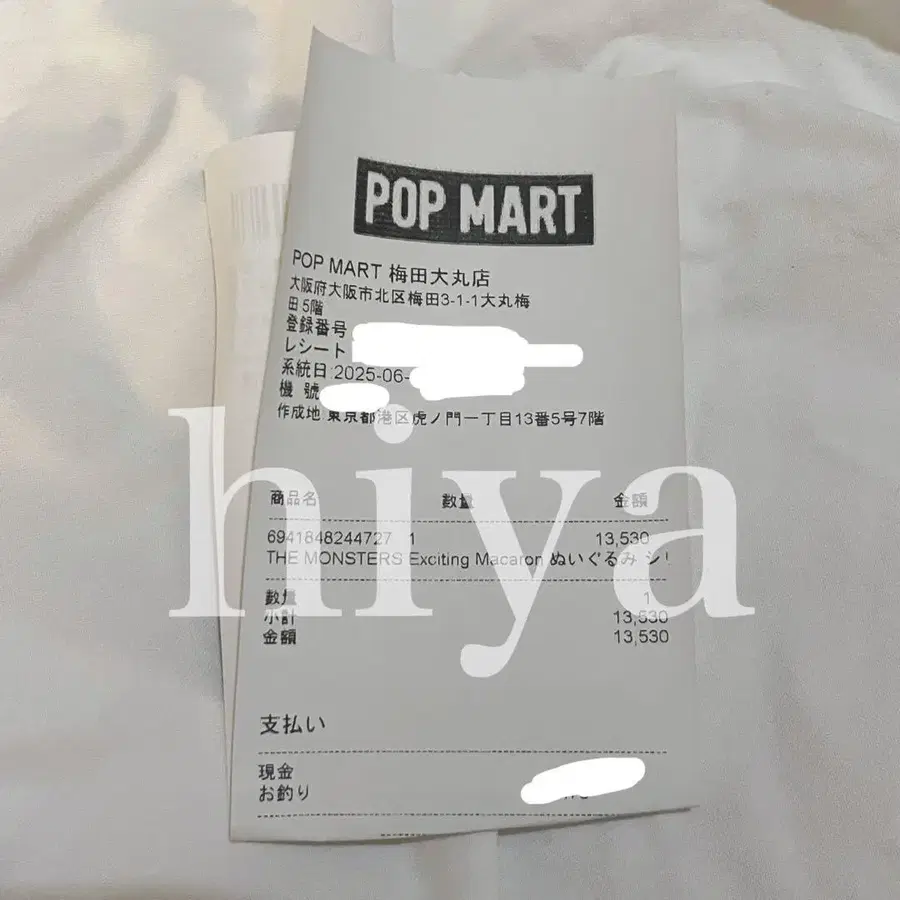 POP MART
POP MART 梅田大丸店
大阪府大阪市北区梅田3-1-1大丸梅
田 5階
登録番号
レシート
系統日 2025-06-
機 號
作成地 東京都港区虎ノ門一丁目13番5号7階
hiya
商品名 數量 金額
6941848244727 1 13,530
THE MONSTERS Exciting Macaron ぬいぐるみ シリ
數量 1
小計 13,530
金額 13,530
支払い
現金
お釣り